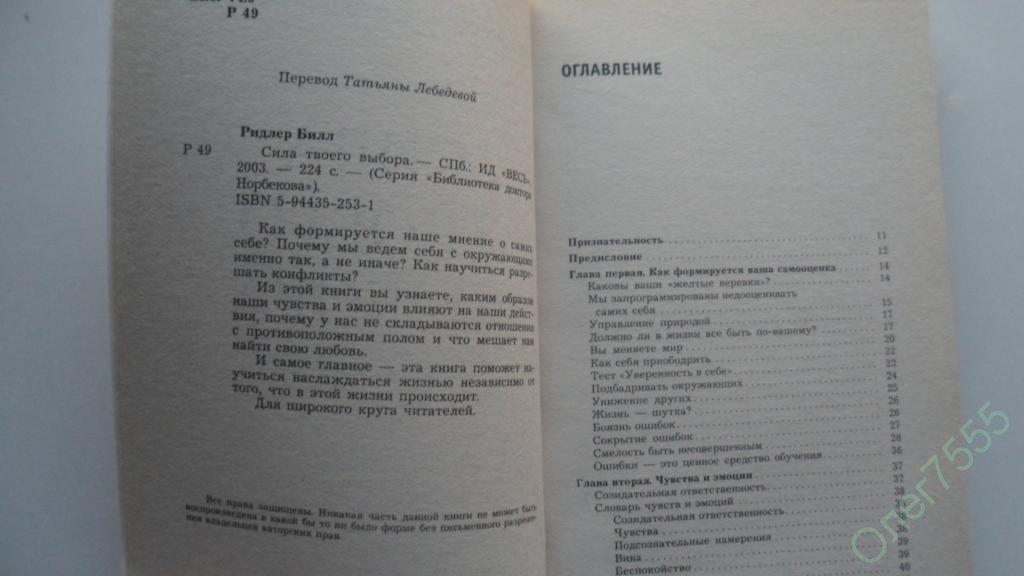 Р 49
Перевод Татьяны Лебедевой
Ридлер Билл
Р 49 Сила твоего выбора. — СПб.: ИД «ВЕСЬ»,
2003. — 224 с. — (Серия «Библиотека доктора
Норбекова»),
ISBN 5-94435-253-1
Как формируется наше мнение о самих
себе? Почему мы ведем себя с окружающими
именно так, а не иначе? Как научиться разре-
шать конфликты?
Из этой книги вы узнаете, каким образом
наши чувства и эмоции влияют на наши дейст-
вия, почему у нас не складываются отношения
с противоположным полом и что мешает вам
найти свою любовь.
И самое главное — эта книга поможет на-
учиться наслаждаться жизнью независимо от
того, что в этой жизни происходит.
Для широкого круга читателей.
Все права защищены. Никакая часть данной книги не может быть
воспроизведена в какой бы то ни было форме без письменного разреше-
ния владельцев авторских прав.
ОГЛАВЛЕНИЕ
Признательность 11
Предисловие 12
Глава первая. Как формируется ваша самооценка 14
Каковы ваши «желтые веревки»? 14
Мы запрограммированы недооценивать
самих себя 15
Управление природой 17
Должно ли в жизни все быть по-вашему? 17
Вы меняете мир 20
Как себя приободрить 22
Тест «Уверенность в себе» 22
Подбадривать окружающих 24
Унижение других 25
Жизнь — шутка? 26
Боязнь ошибок 26
Сокрытие ошибок 27
Смелость быть несовершенным 28
Ошибки — это ценное средство обучения 36
Глава вторая. Чувства и эмоции 37
Созидательная ответственность 37
Словарь чувств и эмоций 38
Созидательная ответственность
Чувства
Подсознательные намерения 38
Вина 39
Беспокойство 39
40
Олег7555